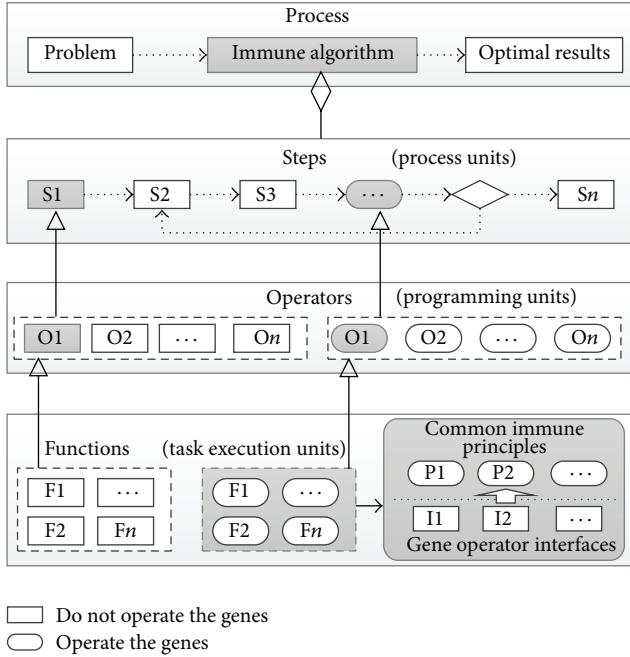 Process
Problem
Immune algorithm
Optimal results
Steps (process units)
S1
S2
S3
...
Sn
Operators (programming units)
O1
O2
...
On
O1
O2
...
On
Functions (task execution units)
F1
...
F2
Fn
F1
...
F2
Fn
Common immune
principles
P1
P2
...
I1
I2
...
Gene operator interfaces
Do not operate the genes
Operate the genes